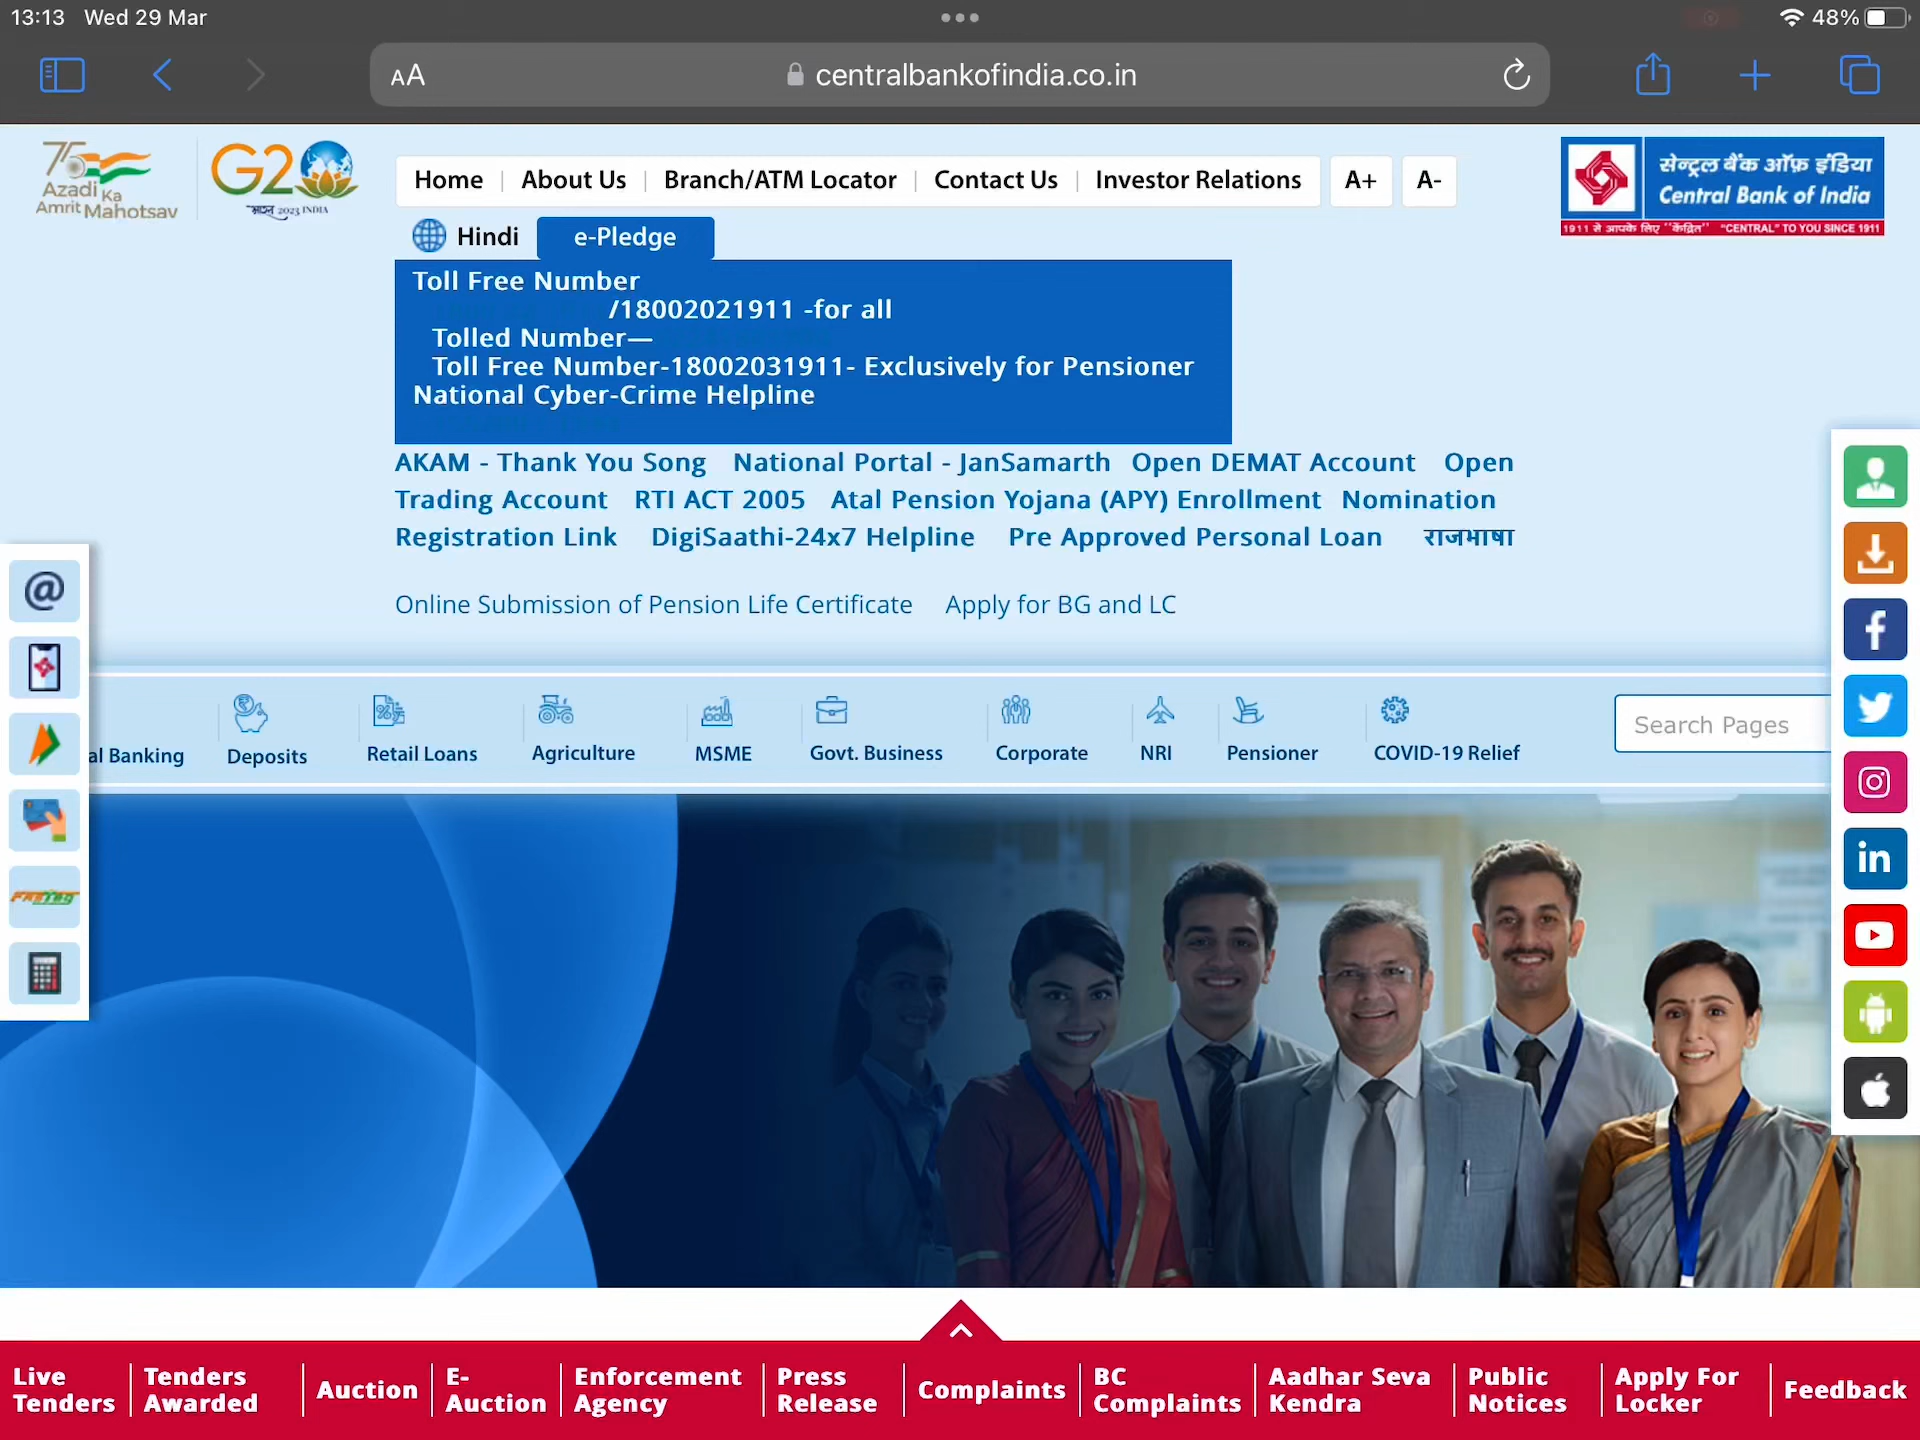 13:13 Wed 29 Mar
48%
AA centralbankofindia.co.in
75
Azadi Ka
Amrit Mahotsav
G20
भारत 2023 INDIA
Home About Us Branch/ATM Locator Contact Us Investor Relations A+ A-
सेन्ट्रल बैंक ऑफ़ इंडिया
Central Bank of India
1911 से आपके लिए "केंद्रित" "CENTRAL" TO YOU SINCE 1911
Hindi e-Pledge
Toll Free Number
/18002021911 -for all
Tolled Number—
Toll Free Number-18002031911- Exclusively for Pensioner
National Cyber-Crime Helpline
AKAM - Thank You Song National Portal - JanSamarth Open DEMAT Account Open
Trading Account RTI ACT 2005 Atal Pension Yojana (APY) Enrollment Nomination
Registration Link DigiSaathi-24x7 Helpline Pre Approved Personal Loan राजभाषा
Online Submission of Pension Life Certificate Apply for BG and LC
al Banking Deposits Retail Loans Agriculture MSME Govt. Business Corporate NRI Pensioner COVID-19 Relief Search Pages
FASTag
Live Tenders
Tenders Awarded
Auction
E-Auction
Enforcement Agency
Press Release
Complaints
BC Complaints
Aadhar Seva Kendra
Public Notices
Apply For Locker
Feedback